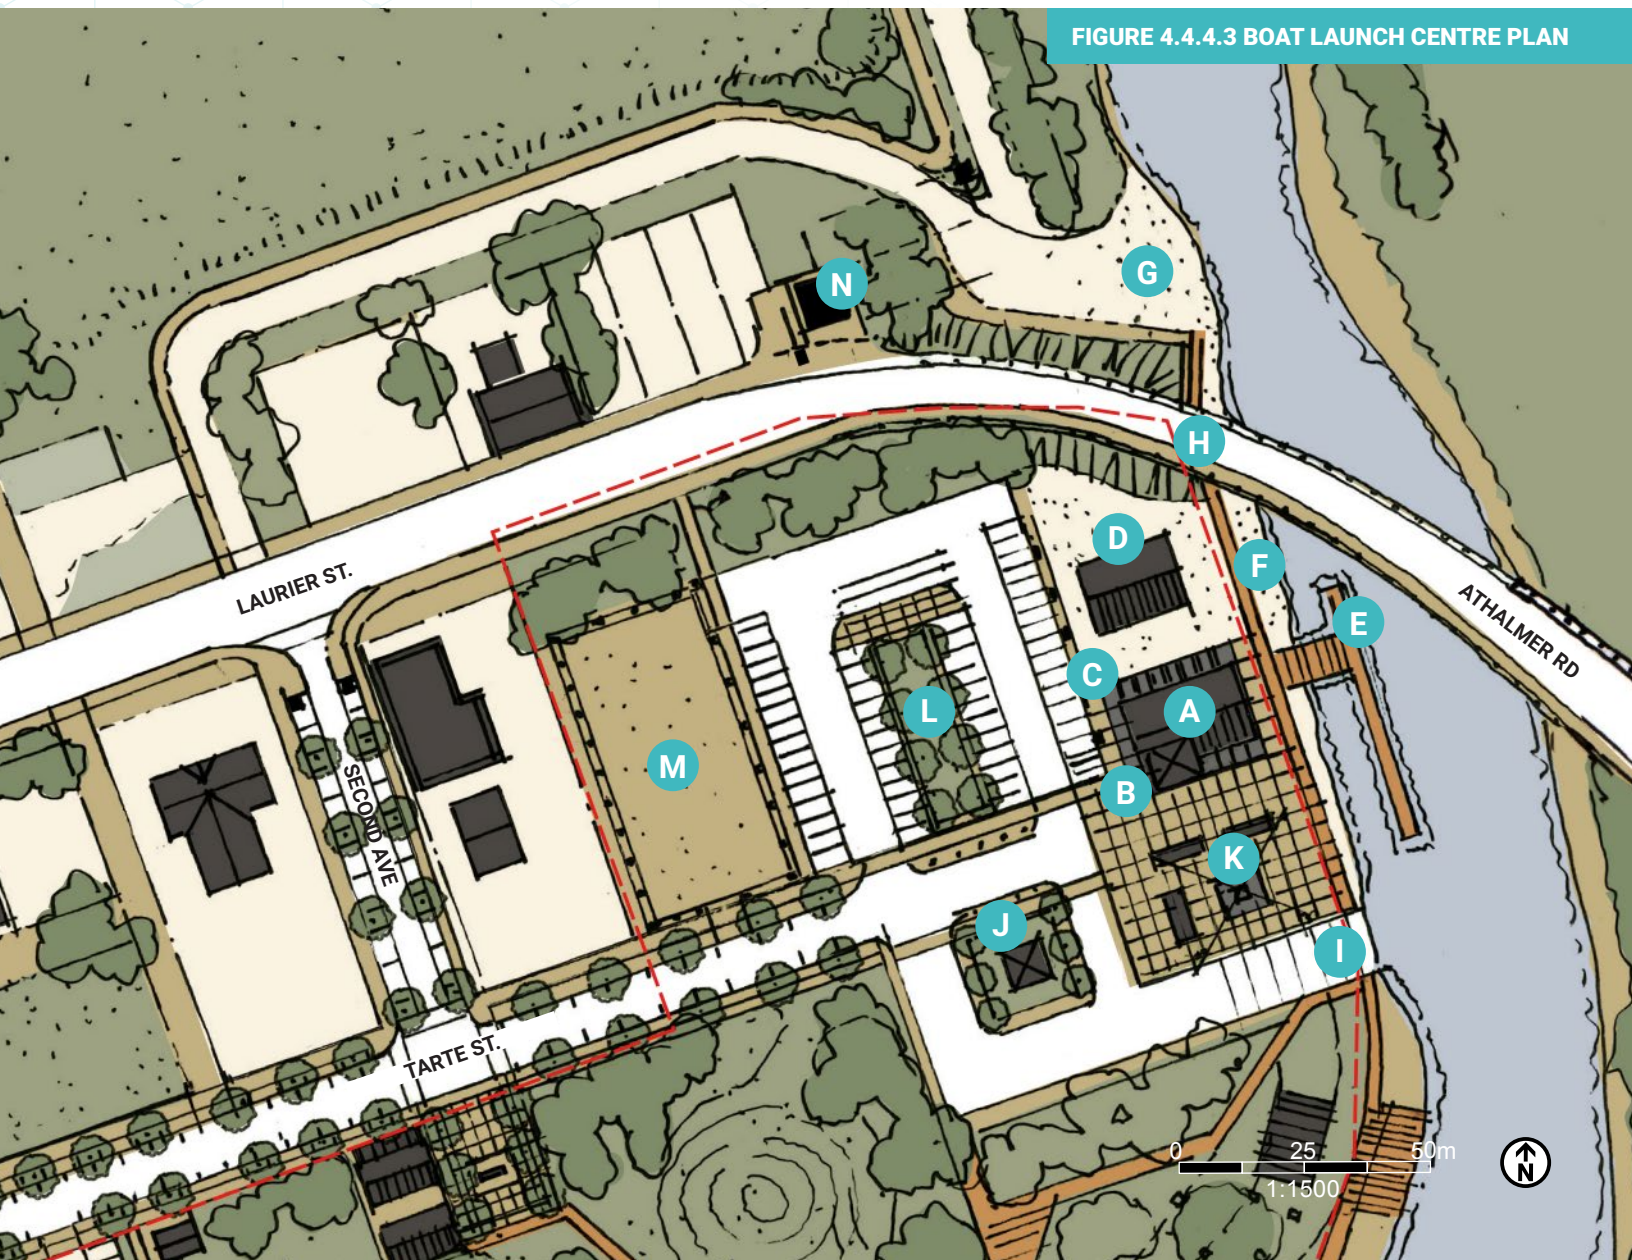 FIGURE 4.4.4.3 BOAT LAUNCH CENTRE PLAN
G
N
H
D
F
ATHALMER RD
LAURIER ST.
E
C
A
L
M
B
SECOND AVE
K
J
I
TARTE ST.
0 25 50m
1:1500
N